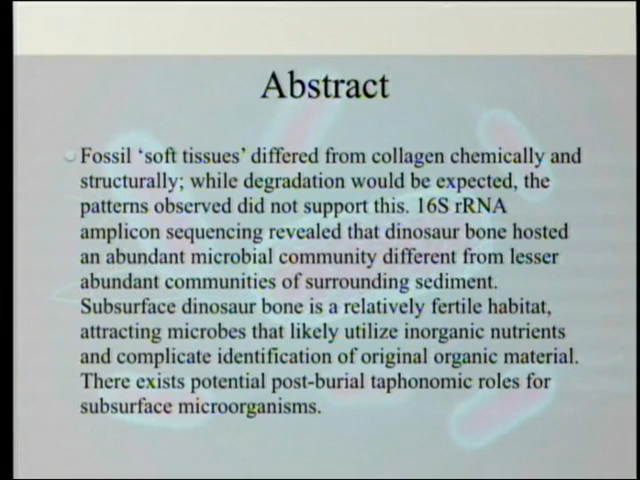 Abstract
Fossil ‘soft tissues’ differed from collagen chemically and
structurally; while degradation would be expected, the
patterns observed did not support this. 16S rRNA
amplicon sequencing revealed that dinosaur bone hosted
an abundant microbial community different from lesser
abundant communities of surrounding sediment.
Subsurface dinosaur bone is a relatively fertile habitat,
attracting microbes that likely utilize inorganic nutrients
and complicate identification of original organic material.
There exists potential post-burial taphonomic roles for
subsurface microorganisms.